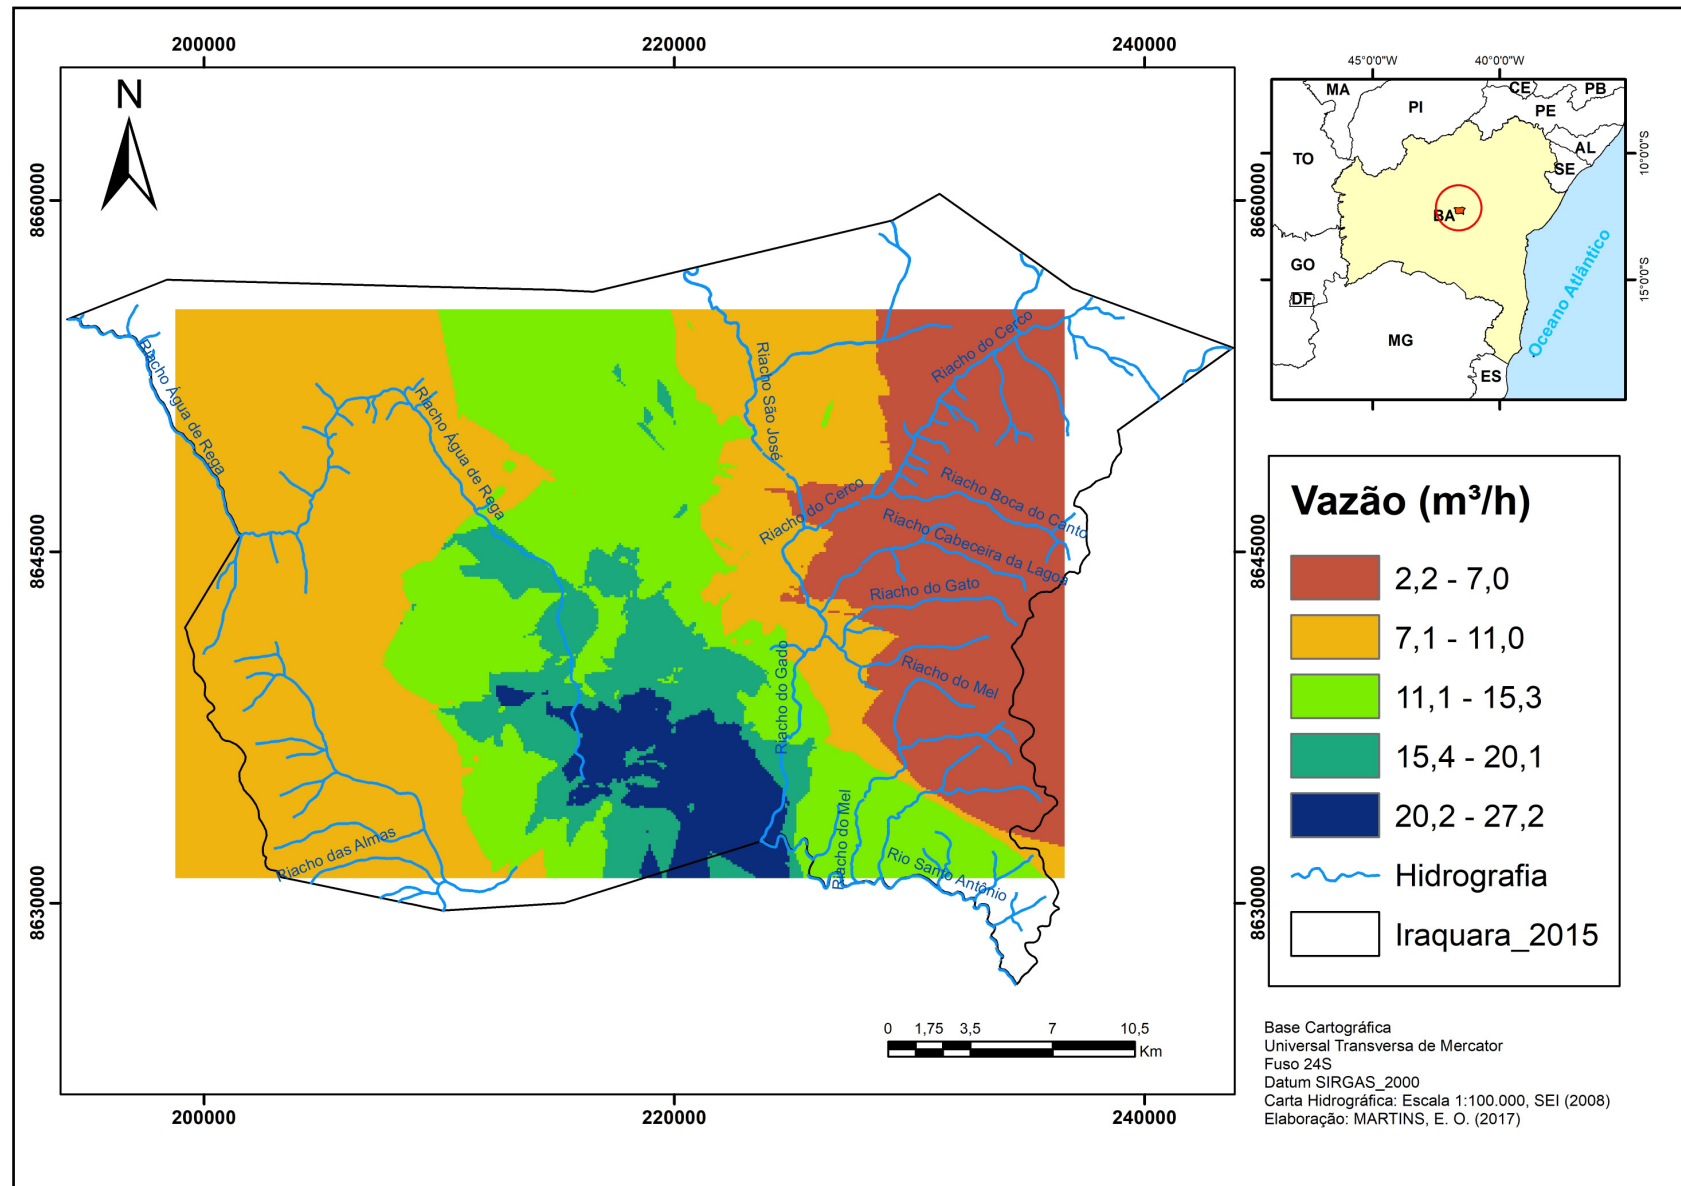 200000
220000
240000
N
8660000
8645000
8630000
8660000
8645000
8630000
Riacho Água de Rega
Riacho Água de Rega
Riacho São José
Riacho do Cerco
Riacho do Cerco
Riacho Boca do Canto
Riacho Cabeceira da Lagoa
Riacho do Gato
Riacho do Gado
Riacho do Mel
Riacho do Mel
Riacho das Almas
Rio Santo Antônio
0 1,75 3,5 7 10,5
Km
200000
220000
240000
45°0'0"W
40°0'0"W
MA
PI
CE
PB
PE
TO
AL
SE
BA
GO
DF
MG
ES
Oceano Atlântico
10°0'0"S
15°0'0"S
Vazão (m³/h)
2,2 - 7,0
7,1 - 11,0
11,1 - 15,3
15,4 - 20,1
20,2 - 27,2
Hidrografia
Iraquara_2015
Base Cartográfica
Universal Transversa de Mercator
Fuso 24S
Datum SIRGAS_2000
Carta Hidrográfica: Escala 1:100.000, SEI (2008)
Elaboração: MARTINS, E. O. (2017)